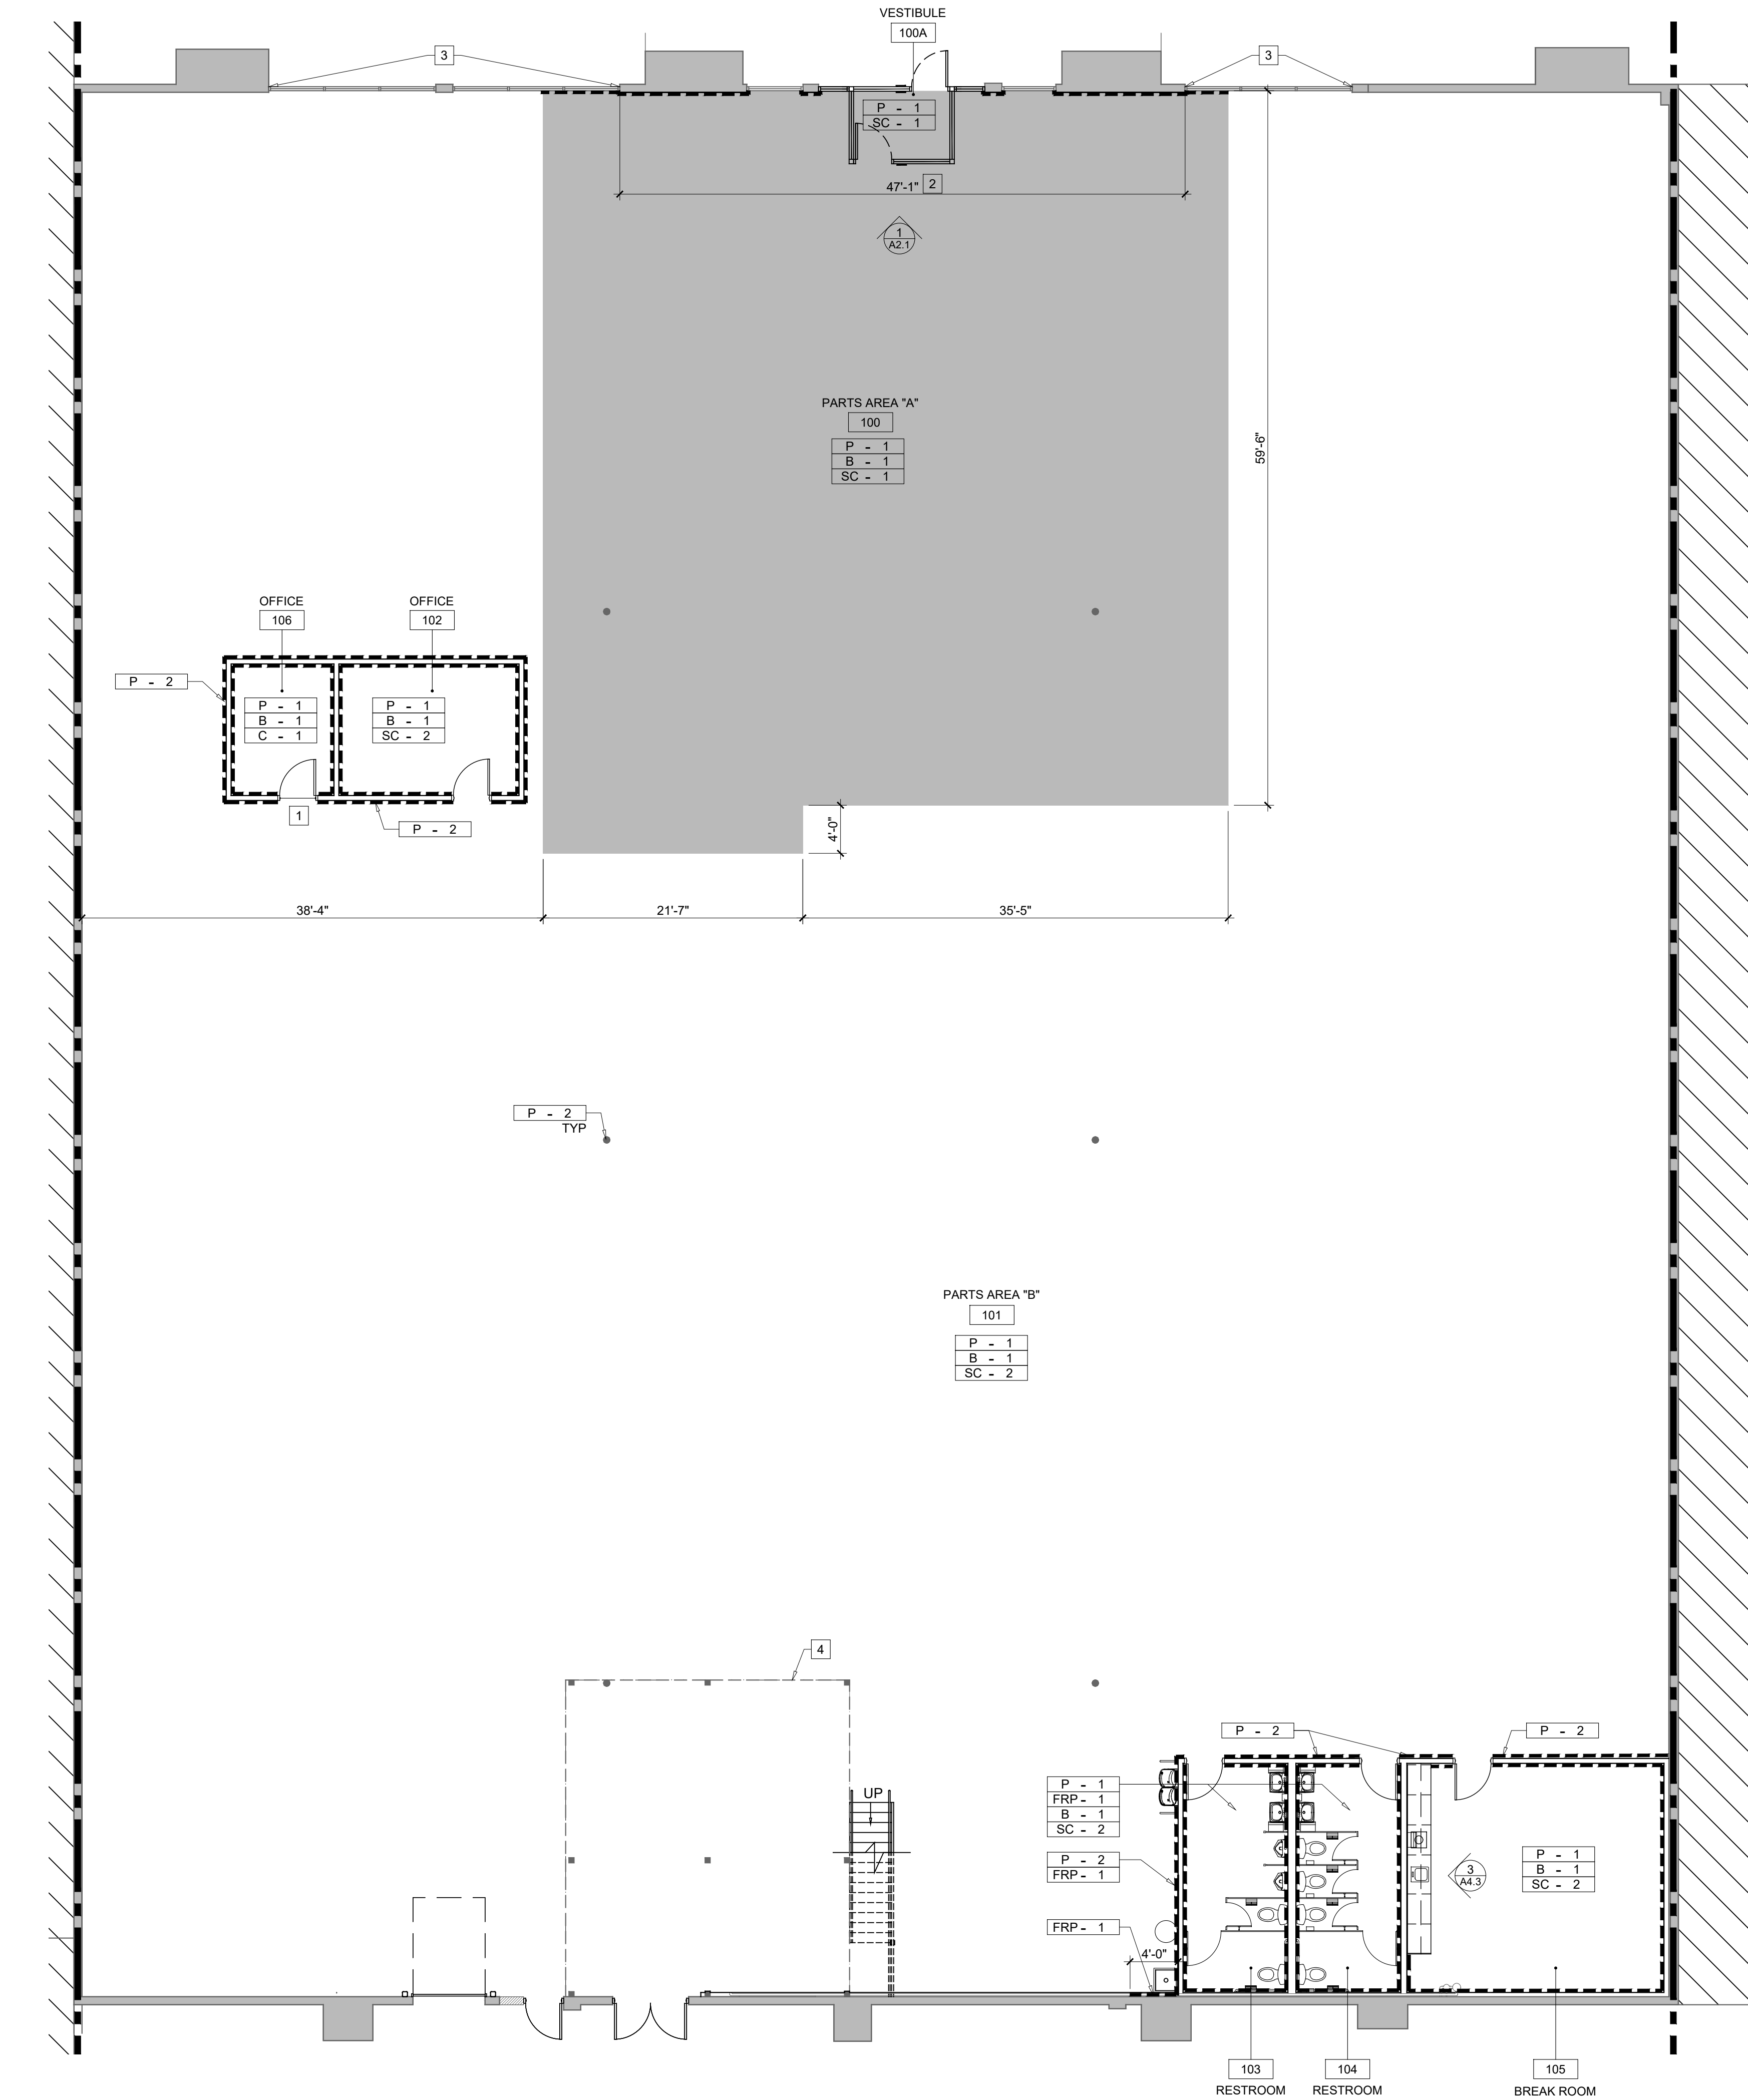 VESTIBULE
100A
3
3
P - 1
SC - 1
47'-1"
2
1
A2.1
PARTS AREA "A"
100
P - 1
B - 1
SC - 1
59'-6"
OFFICE
106
OFFICE
102
P - 2
P - 1
B - 1
C - 1
P - 1
B - 1
SC - 2
1
P - 2
4'-0"
38'-4"
21'-7"
35'-5"
P - 2
TYP
PARTS AREA "B"
101
P - 1
B - 1
SC - 2
4
P - 2
P - 2
UP
P - 1
FRP - 1
B - 1
SC - 2
P - 2
FRP - 1
3
A4.3
P - 1
B - 1
SC - 2
FRP - 1
4'-0"
103
RESTROOM
104
RESTROOM
105
BREAK ROOM